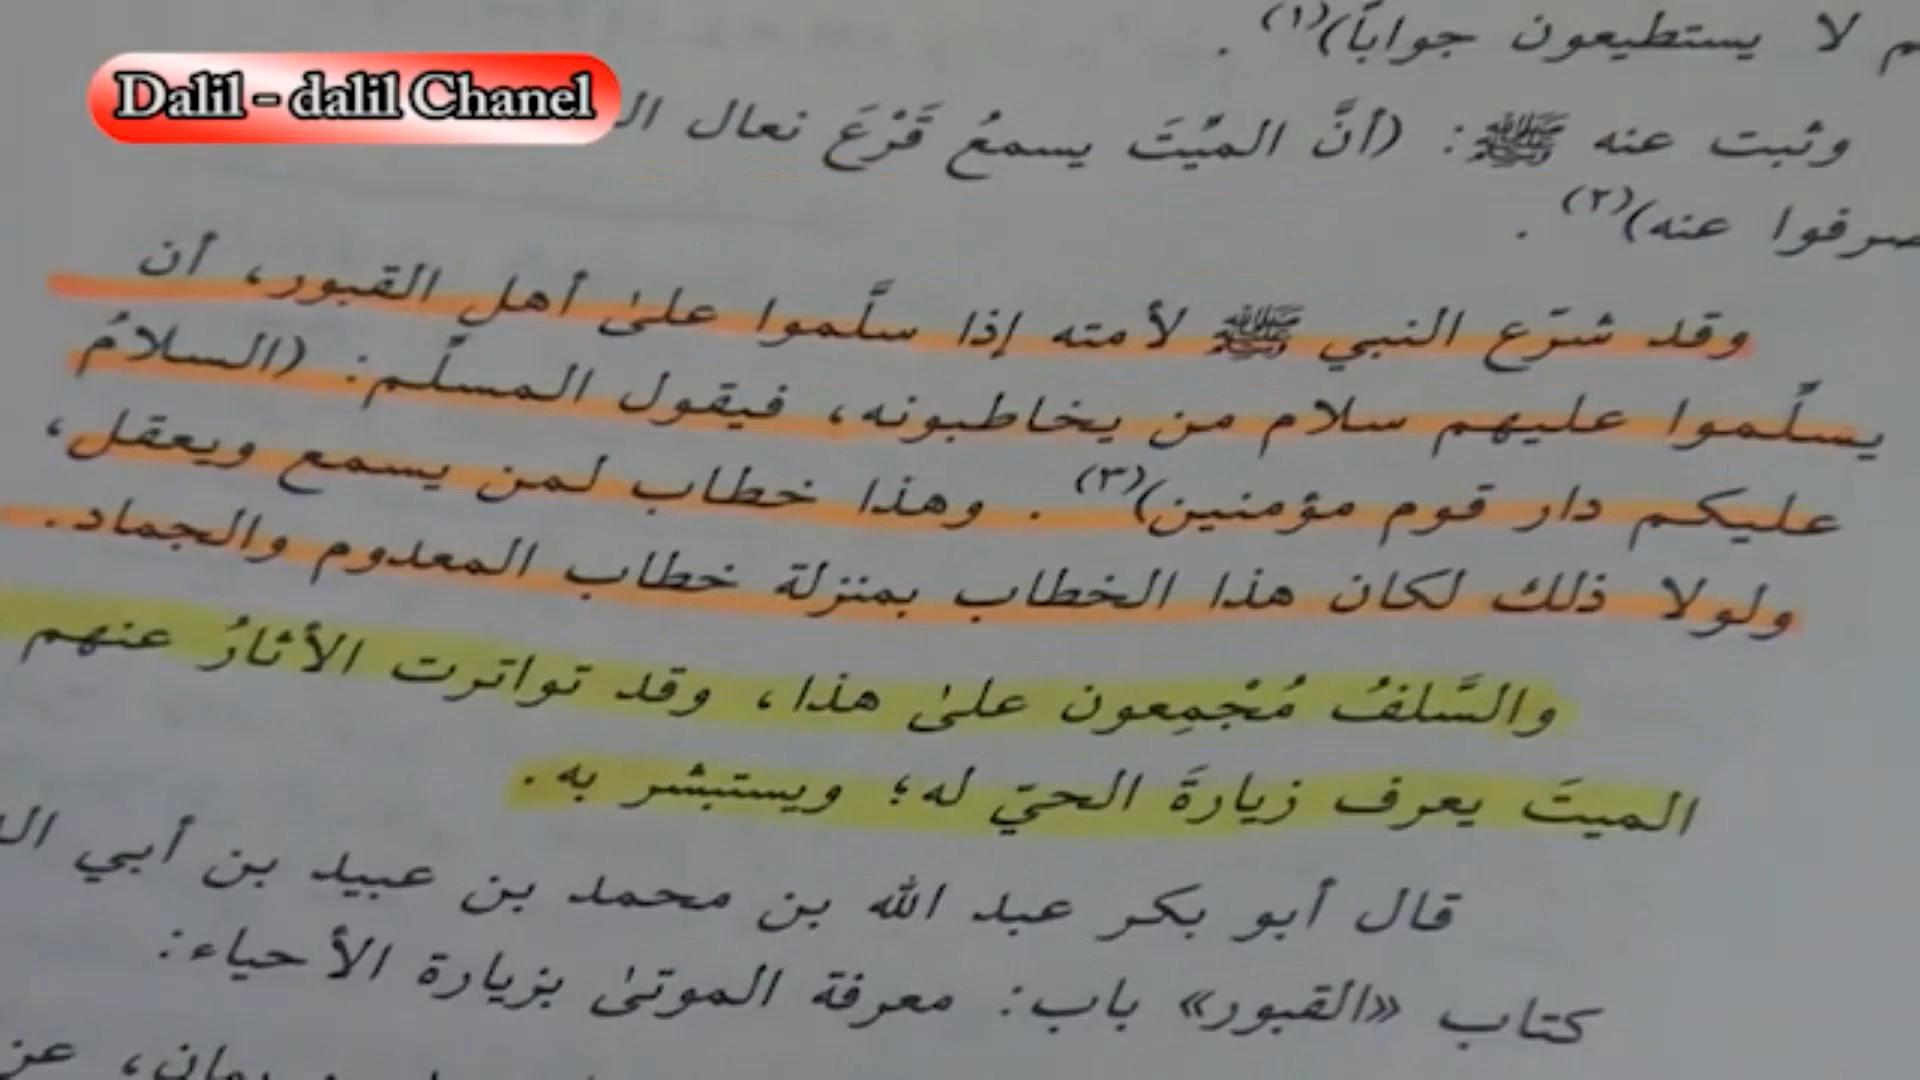 م لا يستطيعون جواباً)(١) .
Dalil - dalil Chanel
وثبت عنه ﷺ: (أنَّ الميِّتَ يسمعُ قَرْعَ نعال
صرفوا عنه)(٢) .
وقد شرّع النبي ﷺ لأمته إذا سلَّموا علىٰ أهل القبور، أن
يسلِّموا عليهم سلام من يخاطبونه، فيقول المسلِّم: (السلامُ
عليكم دار قوم مؤمنين)(٣) . وهذا خطاب لمن يسمع ويعقل،
ولولا ذلك لكان هذا الخطاب بمنزلة خطاب المعدوم والجماد.
والسَّلفُ مُجْمِعون علىٰ هذا، وقد تواترت الأثارُ عنهم
الميتَ يعرف زيارةَ الحيّ له؛ ويستبشر به.
قال أبو بكر عبد الله بن محمد بن عبيد بن أبي
كتاب «القبور» باب: معرفة الموتىٰ بزيارة الأحياء:
عن